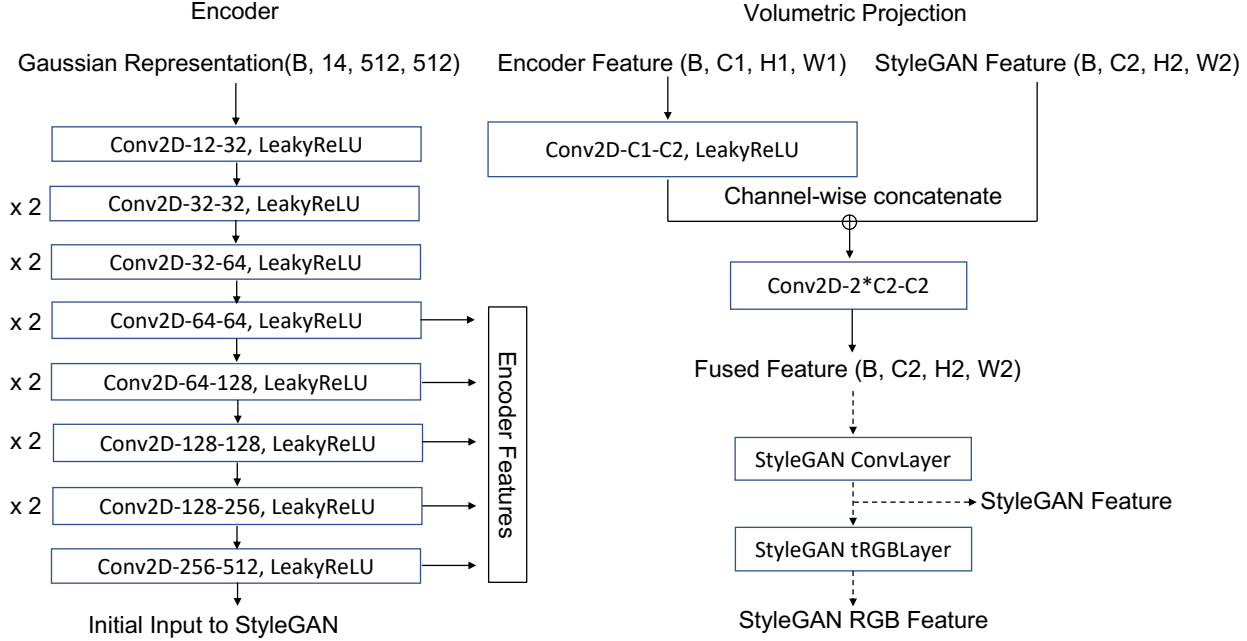 Encoder
Gaussian Representation(B, 14, 512, 512)
Conv2D-12-32, LeakyReLU
x 2 Conv2D-32-32, LeakyReLU
x 2 Conv2D-32-64, LeakyReLU
x 2 Conv2D-64-64, LeakyReLU
x 2 Conv2D-64-128, LeakyReLU
x 2 Conv2D-128-128, LeakyReLU
x 2 Conv2D-128-256, LeakyReLU
Conv2D-256-512, LeakyReLU
Initial Input to StyleGAN
Encoder Features
Volumetric Projection
Encoder Feature (B, C1, H1, W1)
StyleGAN Feature (B, C2, H2, W2)
Conv2D-C1-C2, LeakyReLU
Channel-wise concatenate
Conv2D-2*C2-C2
Fused Feature (B, C2, H2, W2)
StyleGAN ConvLayer
StyleGAN Feature
StyleGAN tRGBLayer
StyleGAN RGB Feature